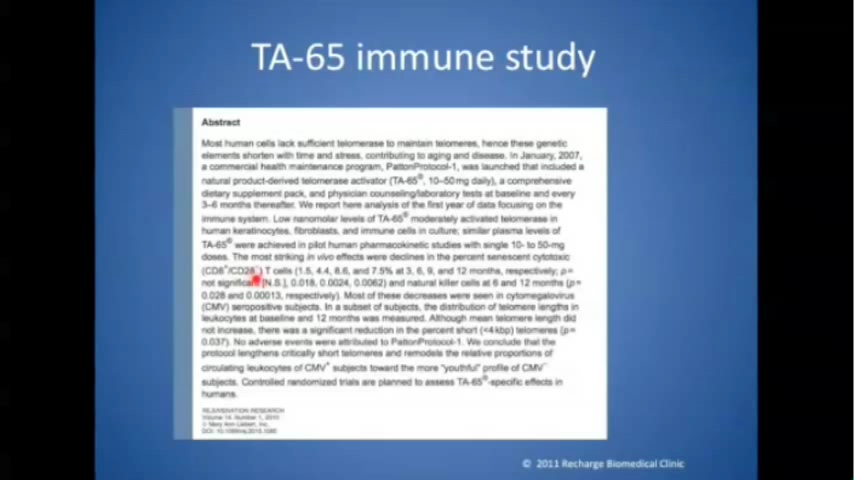 TA-65 immune study
Abstract
Most human cells lack sufficient telomerase to maintain telomeres, hence these genetic
elements shorten with time and stress, contributing to aging and disease. In January, 2007,
a commercial health maintenance program, PattonProtocol-1, was launched that included a
natural product-derived telomerase activator (TA-65®, 10–50 mg daily), a comprehensive
dietary supplement pack, and physician counseling/laboratory tests at baseline and every
3–6 months thereafter. We report here analysis of the first year of data focusing on the
immune system. Low nanomolar levels of TA-65® moderately activated telomerase in
human keratinocytes, fibroblasts, and immune cells in culture; similar plasma levels of
TA-65® were achieved in pilot human pharmacokinetic studies with single 10- to 50-mg
doses. The most striking in vivo effects were declines in the percent senescent cytotoxic
(CD8⁺/CD28⁻) T cells (1.5, 4.4, 8.6, and 7.5% at 3, 6, 9, and 12 months, respectively; p=
not significant [N.S.], 0.018, 0.0024, 0.0062) and natural killer cells at 6 and 12 months (p=
0.028 and 0.00013, respectively). Most of these decreases were seen in cytomegalovirus
(CMV) seropositive subjects. In a subset of subjects, the distribution of telomere lengths in
leukocytes at baseline and 12 months was measured. Although mean telomere length did
not increase, there was a significant reduction in the percent short (<4 kbp) telomeres (p=
0.037). No adverse events were attributed to PattonProtocol-1. We conclude that the
protocol lengthens critically short telomeres and remodels the relative proportions of
circulating leukocytes of CMV⁺ subjects toward the more "youthful" profile of CMV⁻
subjects. Controlled randomized trials are planned to assess TA-65®-specific effects in
humans.
REJUVENATION RESEARCH
Volume 14, Number 1, 2010
© Mary Ann Liebert, Inc.
© 2011 Recharge Biomedical Clinic